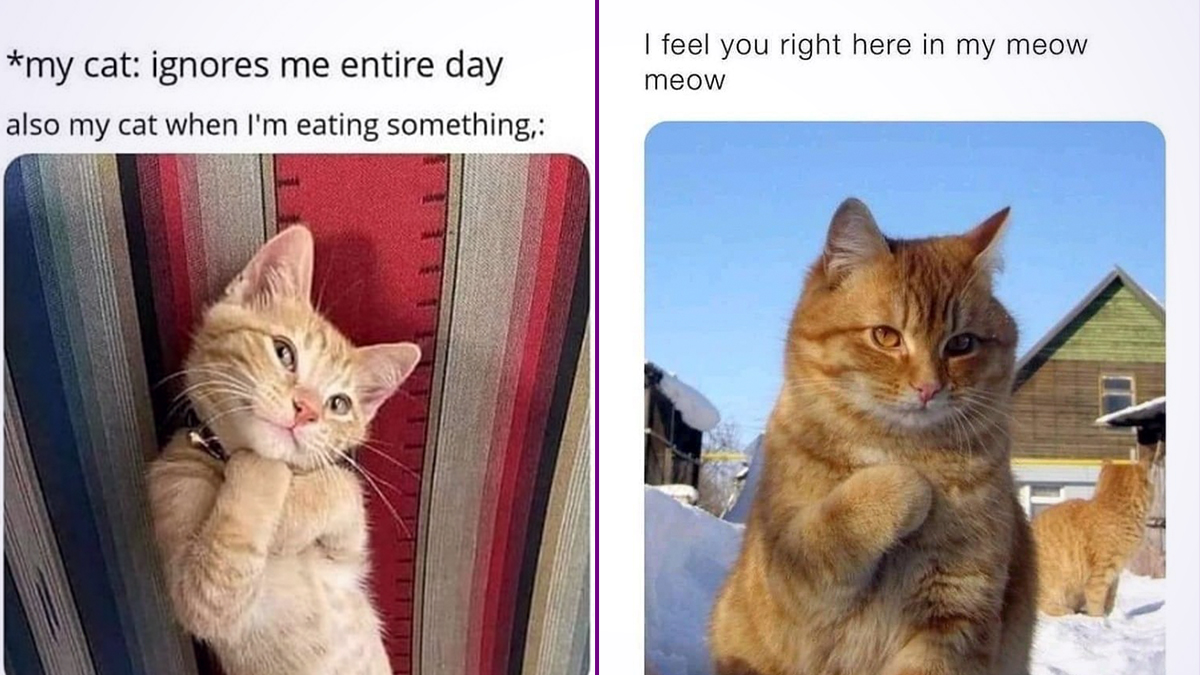 *my cat: ignores me entire day
also my cat when I'm eating something,:
I feel you right here in my meow
meow